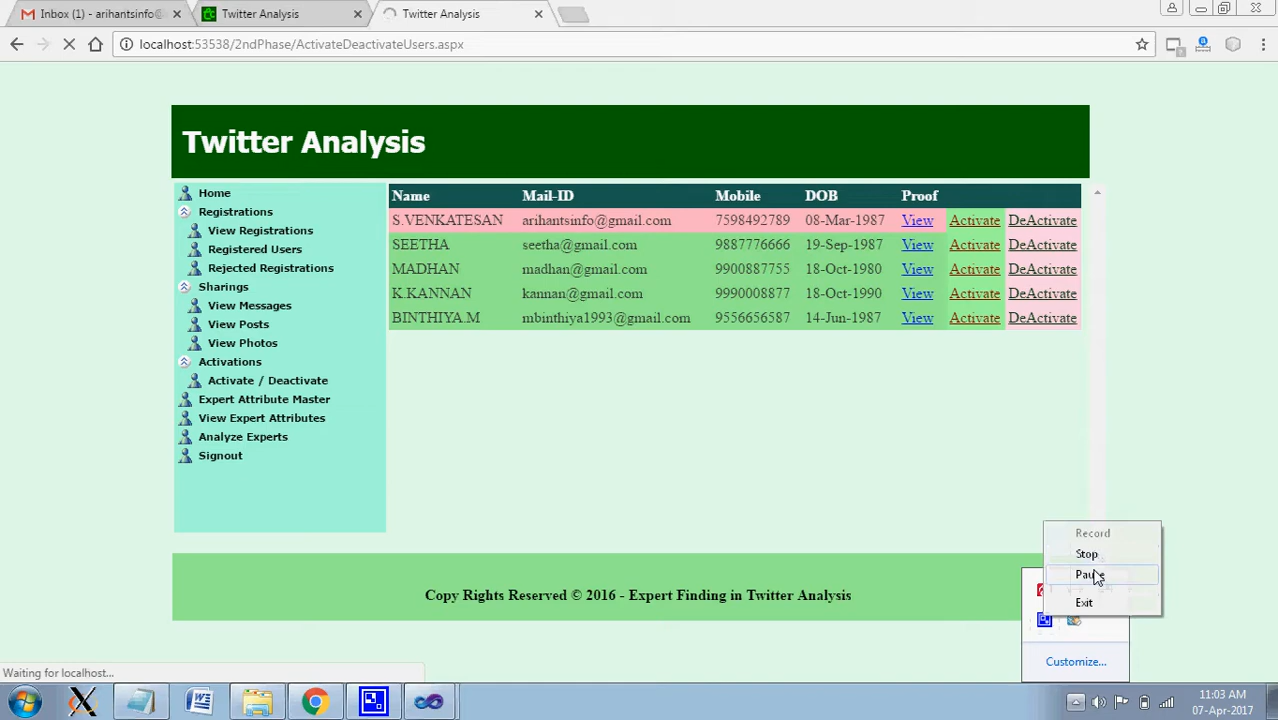 Inbox (1) - arihantsinfo@
Twitter Analysis
Twitter Analysis
localhost:53538/2ndPhase/ActivateDeactivateUsers.aspx
Twitter Analysis
Home
Registrations
View Registrations
Registered Users
Rejected Registrations
Sharings
View Messages
View Posts
View Photos
Activations
Activate / Deactivate
Expert Attribute Master
View Expert Attributes
Analyze Experts
Signout
Name Mail-ID Mobile DOB Proof
S.VENKATESAN arihantsinfo@gmail.com 7598492789 08-Mar-1987 View Activate DeActivate
SEETHA seetha@gmail.com 9887776666 19-Sep-1987 View Activate DeActivate
MADHAN madhan@gmail.com 9900887755 18-Oct-1980 View Activate DeActivate
K.KANNAN kannan@gmail.com 9990008877 18-Oct-1990 View Activate DeActivate
BINTHIYA.M mbinthiya1993@gmail.com 9556656587 14-Jun-1987 View Activate DeActivate
Record
Stop
Pause
Exit
Customize...
Copy Rights Reserved © 2016 - Expert Finding in Twitter Analysis
Waiting for localhost...
11:03 AM
07-Apr-2017